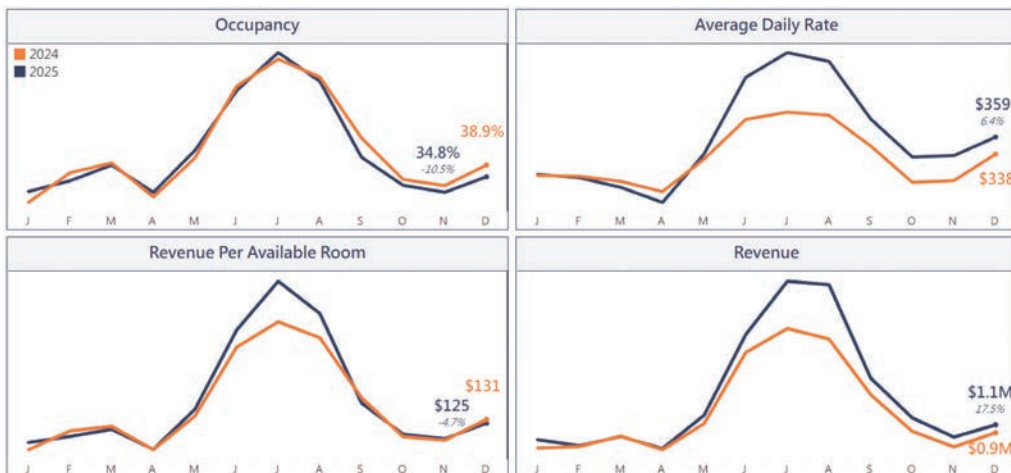 Occupancy
2024
2025
38.9%
34.8%
-10.5%
J F M A M J J A S O N D
Average Daily Rate
$359
6.4%
$338
J F M A M J J A S O N D
Revenue Per Available Room
$131
$125
-4.7%
J F M A M J J A S O N D
Revenue
$1.1M
17.5%
$0.9M
J F M A M J J A S O N D